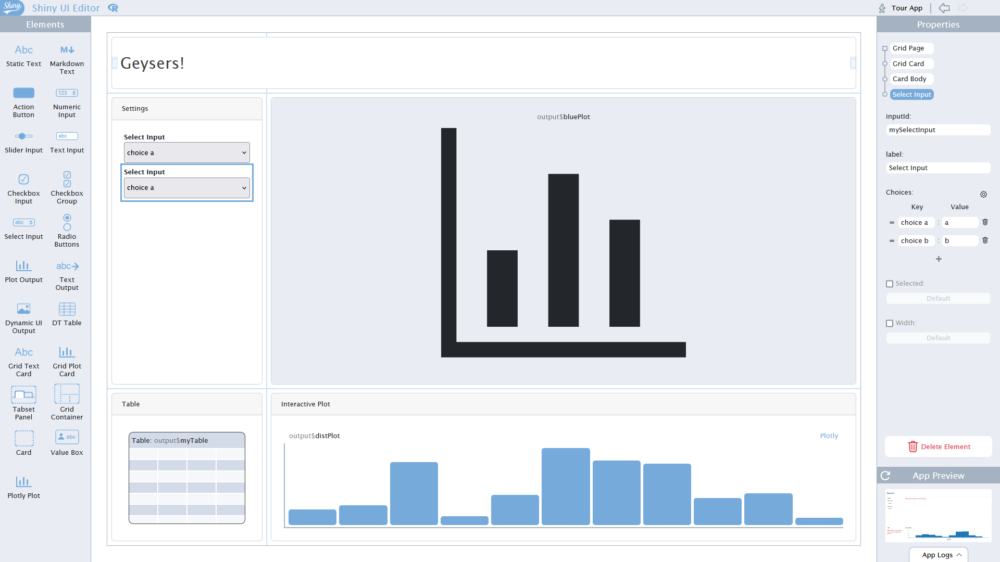 Shiny
Shiny UI Editor
Tour App
Elements
Properties
Abc
Static Text
Markdown
Text
Action
Button
123
Numeric
Input
Slider Input
abc
Text Input
Checkbox
Input
Checkbox
Group
abc
Select Input
Radio
Buttons
Plot Output
abc
Text
Output
Dynamic UI
Output
DT Table
Abc
Grid Text
Card
Grid Plot
Card
Tabset
Panel
Grid
Container
Card
abc
Value Box
Plotly Plot
Geysers!
Settings
Select Input
choice a
Select Input
choice a
output$bluePlot
Table
Table: output$myTable
Interactive Plot
output$distPlot
Plotly
Grid Page
Grid Card
Card Body
Select Input
inputId:
mySelectInput
label:
Select Input
Choices:
Key Value
= choice a : a
= choice b : b
+
Selected:
Default
Width:
Default
Delete Element
App Preview
App Logs